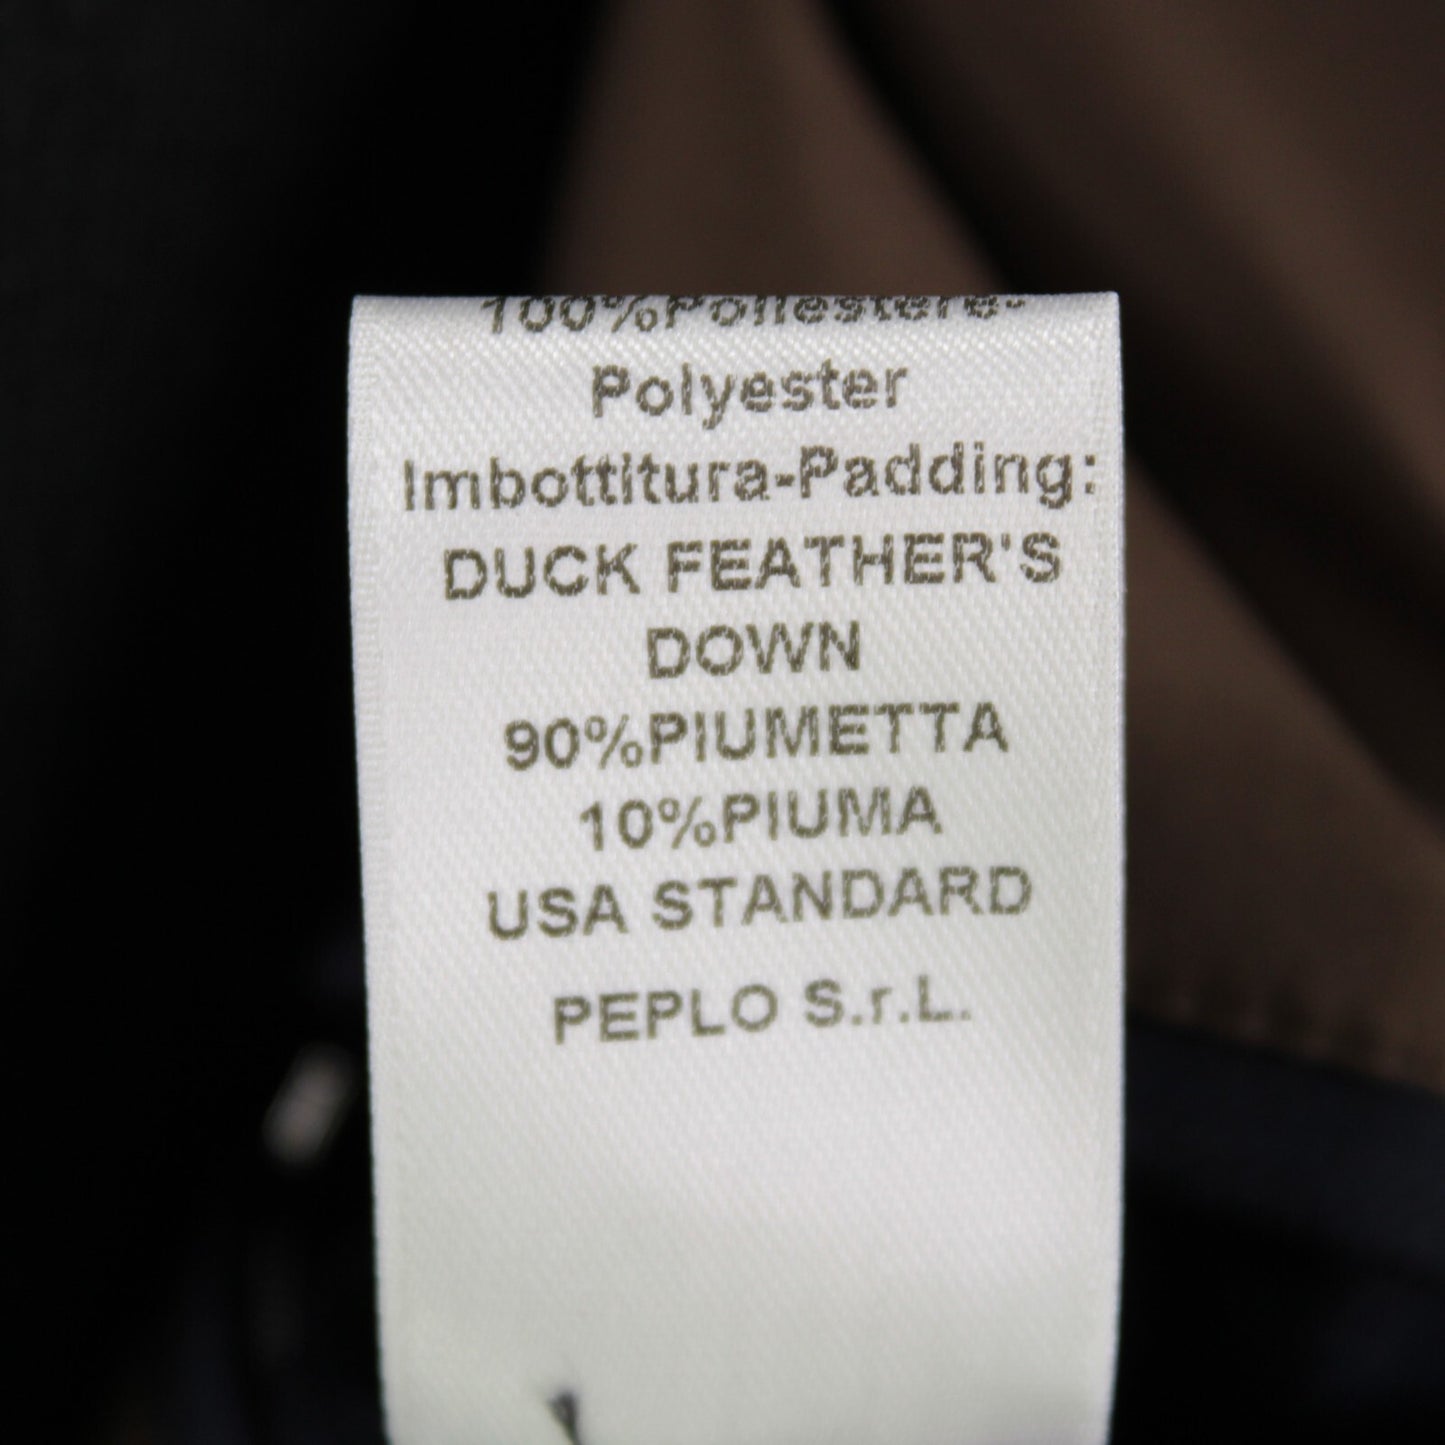 100%Poliestere-
Polyester
Imbottitura-Padding:
DUCK FEATHER'S
DOWN
90%PIUMETTA
10%PIUMA
USA STANDARD
PEPLO S.r.L.